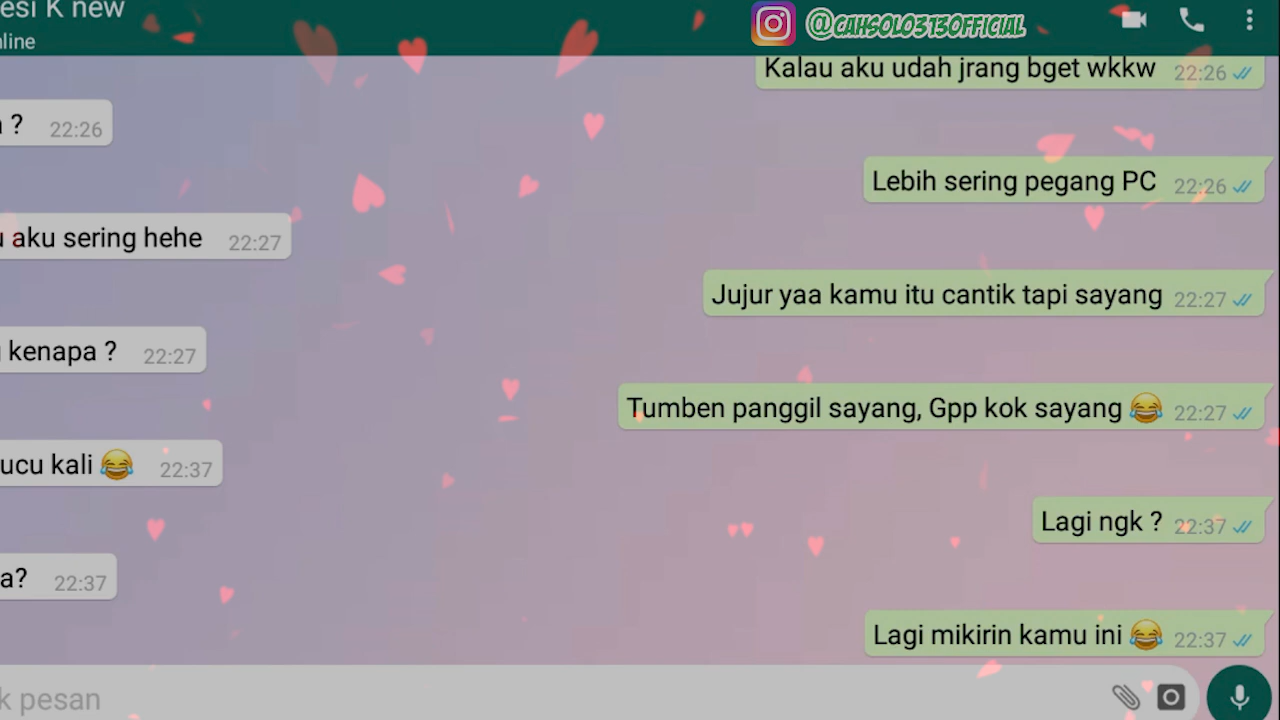 esi K new
@CAHSOLO313OFFICIAL
nline
Kalau aku udah jrang bget wkkw 22:26
? 22:26
Lebih sering pegang PC 22:26
aku sering hehe 22:27
Jujur yaa kamu itu cantik tapi sayang 22:27
kenapa ? 22:27
Tumben panggil sayang, Gpp kok sayang 😂 22:27
ucu kali 😂 22:37
Lagi ngk ? 22:37
a? 22:37
Lagi mikirin kamu ini 😂 22:37
k pesan